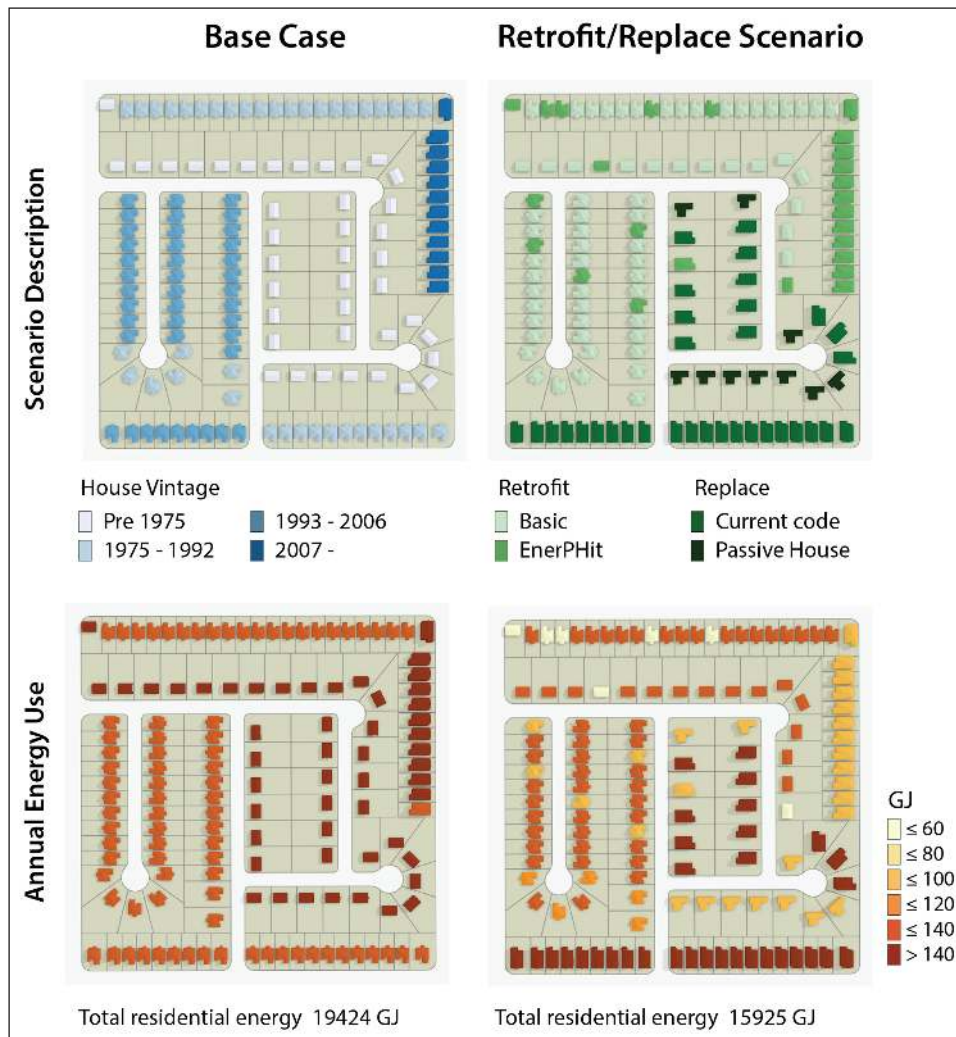 Base Case
Retrofit/Replace Scenario
Scenario Description
House Vintage
Pre 1975
1993 - 2006
1975 - 1992
2007 -
Retrofit
Replace
Basic
Current code
EnerPHit
Passive House
Annual Energy Use
GJ
≤ 60
≤ 80
≤ 100
≤ 120
≤ 140
> 140
Total residential energy 19424 GJ
Total residential energy 15925 GJ